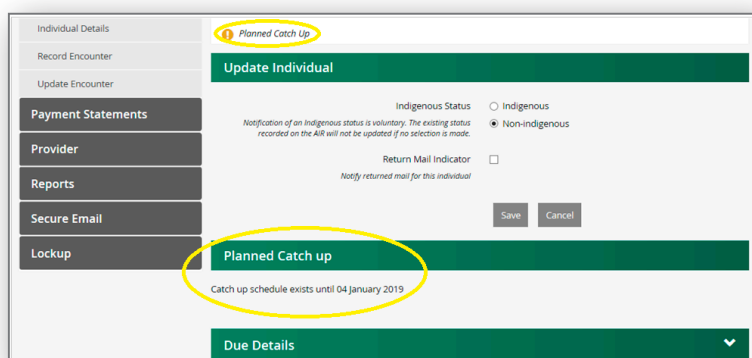 Individual Details
Record Encounter
Update Encounter
Payment Statements
Provider
Reports
Secure Email
Lockup
Planned Catch Up
Update Individual
Indigenous Status
Indigenous
Notification of an Indigenous status is voluntary. The existing status
recorded on the AIR will not be updated if no selection is made.
Non-indigenous
Return Mail Indicator
Notify returned mail for this individual
Save Cancel
Planned Catch up
Catch up schedule exists until 04 January 2019
Due Details